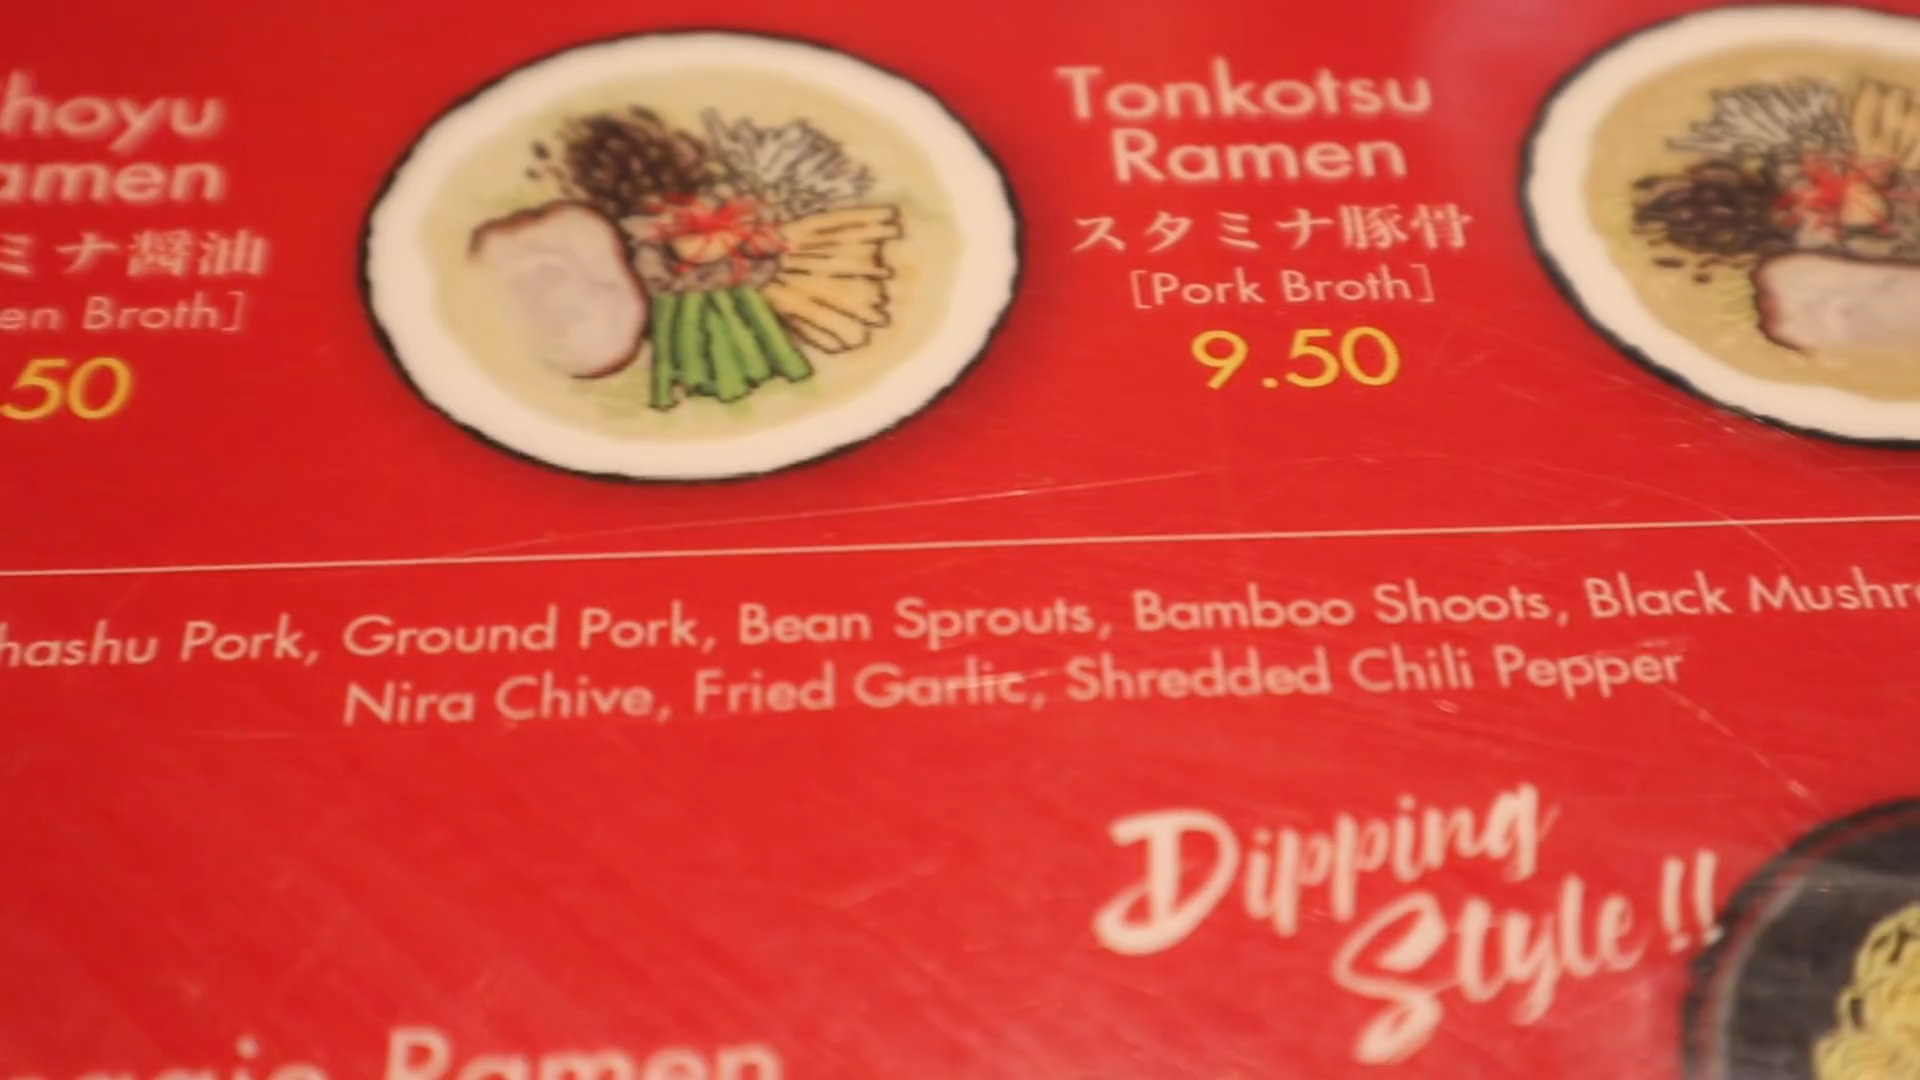 hoyu
amen
ミナ醤油
en Broth]
.50
Tonkotsu
Ramen
スタミナ豚骨
[Pork Broth]
9.50
hashu Pork, Ground Pork, Bean Sprouts, Bamboo Shoots, Black Mushr
Nira Chive, Fried Garlic, Shredded Chili Pepper
Dipping
Style!!
eggie Ramen